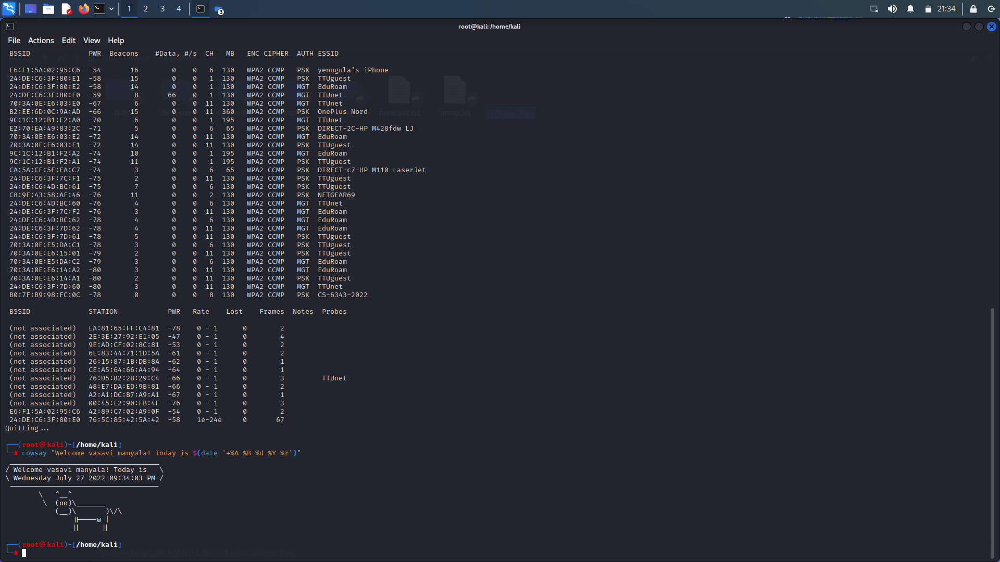 1 2 3 4 3 21:34
root@kali: /home/kali
File Actions Edit View Help
BSSID PWR Beacons #Data, #/s CH MB ENC CIPHER AUTH ESSID
E6:F1:5A:02:95:C6 -54 16 0 0 6 130 WPA2 CCMP PSK yenugula's iPhone
24:DE:C6:3F:80:E1 -58 15 0 0 1 130 WPA2 CCMP PSK TTUguest
24:DE:C6:3F:80:E2 -58 14 0 0 1 130 WPA2 CCMP MGT EduRoam
24:DE:C6:3F:80:E0 -59 8 66 0 1 130 WPA2 CCMP MGT TTUnet
70:3A:0E:E6:03:E0 -67 6 0 0 11 130 WPA2 CCMP MGT TTUnet
B2:EE:6D:0C:9A:AD -66 15 0 0 11 360 WPA2 CCMP PSK OnePlus Nord
dirb fasttrack.txt nmap.lst rockyou.txt.gz
9C:1C:12:B1:F2:A0 -70 6 0 0 1 195 WPA2 CCMP MGT TTUnet
E2:70:EA:49:83:2C -71 5 0 0 6 65 WPA2 CCMP PSK DIRECT-2C-HP M428fdw LJ
70:3A:0E:E6:03:E2 -72 14 0 0 11 130 WPA2 CCMP MGT EduRoam
70:3A:0E:E6:03:E1 -72 14 0 0 11 130 WPA2 CCMP PSK TTUguest
9C:1C:12:B1:F2:A2 -74 10 0 0 1 195 WPA2 CCMP MGT EduRoam
9C:1C:12:B1:F2:A1 -74 11 0 0 1 195 WPA2 CCMP PSK TTUguest
CA:5A:CF:5E:EA:C7 -74 3 0 0 6 65 WPA2 CCMP PSK DIRECT-c7-HP M110 LaserJet
24:DE:C6:3F:7C:F1 -75 2 0 0 11 130 WPA2 CCMP PSK TTUguest
24:DE:C6:4D:BC:61 -75 7 0 0 6 130 WPA2 CCMP PSK TTUguest
C8:9E:43:58:AF:46 -76 11 0 0 2 130 WPA2 CCMP PSK NETGEAR69
24:DE:C6:4D:BC:60 -76 4 0 0 6 130 WPA2 CCMP MGT TTUnet
24:DE:C6:3F:7C:F2 -76 3 0 0 11 130 WPA2 CCMP MGT EduRoam
24:DE:C6:4D:BC:62 -78 4 0 0 6 130 WPA2 CCMP MGT EduRoam
24:DE:C6:3F:7D:62 -78 4 0 0 11 130 WPA2 CCMP MGT EduRoam
24:DE:C6:3F:7D:61 -78 5 0 0 11 130 WPA2 CCMP PSK TTUguest
70:3A:0E:E5:DA:C1 -78 3 0 0 6 130 WPA2 CCMP PSK TTUguest
70:3A:0E:E6:15:01 -79 2 0 0 11 130 WPA2 CCMP PSK TTUguest
70:3A:0E:E5:DA:C2 -79 3 0 0 6 130 WPA2 CCMP MGT EduRoam
70:3A:0E:E6:14:A2 -80 3 0 0 11 130 WPA2 CCMP MGT EduRoam
70:3A:0E:E6:14:A1 -80 2 0 0 11 130 WPA2 CCMP PSK TTUguest
24:DE:C6:3F:7D:60 -80 3 0 0 11 130 WPA2 CCMP MGT TTUnet
B0:7F:B9:98:FC:0C -78 0 0 0 8 130 WPA2 CCMP PSK CS-6343-2022
BSSID STATION PWR Rate Lost Frames Notes Probes
(not associated) EA:81:65:FF:C4:81 -78 0 - 1 0 2
(not associated) 2E:3E:27:92:E1:05 -47 0 - 1 0 4
(not associated) 9E:AD:CF:02:8C:81 -53 0 - 1 0 2
(not associated) 6E:83:44:71:1D:5A -61 0 - 1 0 2
(not associated) 26:15:87:1B:DB:8A -62 0 - 1 0 1
(not associated) CE:A5:64:66:A4:94 -64 0 - 1 0 1
(not associated) 76:D5:82:2B:29:C4 -66 0 - 1 0 3 TTUnet
(not associated) 48:E7:DA:ED:9B:81 -66 0 - 1 0 2
(not associated) A2:A1:DC:B7:A9:A1 -67 0 - 1 0 1
(not associated) 00:45:E2:90:FB:4F -76 0 - 1 0 3
E6:F1:5A:02:95:C6 42:89:C7:02:A9:0F -54 0 - 1 0 2
24:DE:C6:3F:80:E0 76:5C:85:42:5A:42 -58 1e-24e 0 67
Quitting...
┌──(root㉿kali)-[/home/kali]
└─# cowsay "Welcome vasavi manyala! Today is $(date '+%A %B %d %Y %r')"
 ___________________________________
/ Welcome vasavi manyala! Today is   \
\ Wednesday July 27 2022 09:34:03 PM /
 -----------------------------------
        \   ^__^
         \  (oo)\_______
            (__)\       )\/\
                ||----w |
                ||     ||
┌──(root㉿kali)-[/home/kali]
└─#